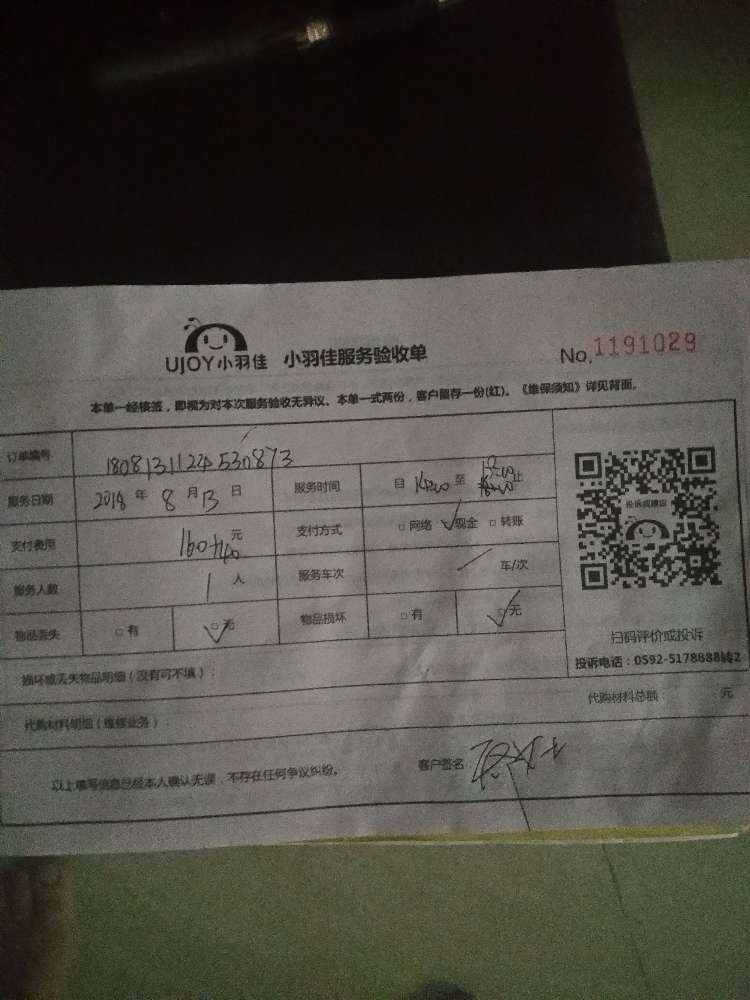 UJOY小羽佳 小羽佳服务验收单 No.1191029
本单一经核签，即视为对本次服务验收无异议。本单一式两份，客户留存一份(红)。《维保须知》详见背面。
订单编号 1808131124530873
服务日期 2018 年 8 月 13 日 服务时间 自 14:00 至 止
支付费用 160+40 元 支付方式 □网络 ✓现金 □转账
服务人数 1 人 服务车次 ／ 车/次
物品丢失 □有 ☑无 物品损坏 □有 ☑无
投诉或建议
扫码评价或投诉
投诉电话：0592-5178888转2
损坏或丢失物品明细（没有可不填）：
代购材料明细（维修业务）： 代购材料总额： 元
以上填写信息已经本人确认无误，不存在任何争议纠纷。 客户签名：